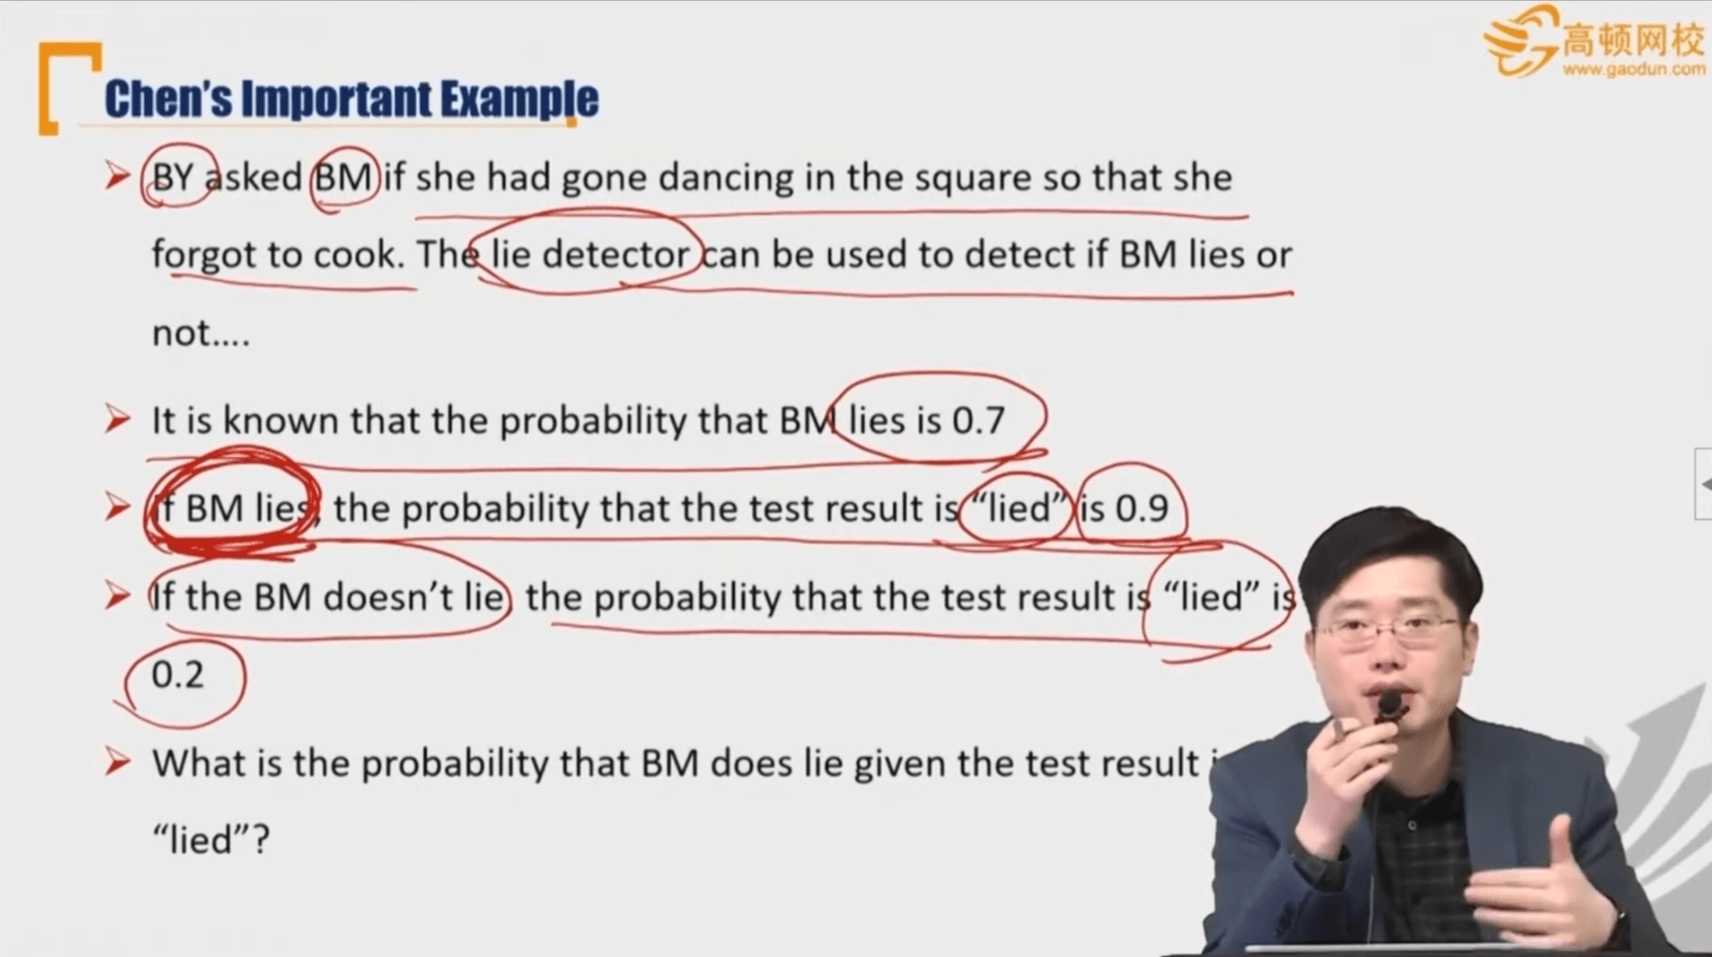 高顿网校
www.gaodun.com
Chen's Important Example
BY asked BM if she had gone dancing in the square so that she
forgot to cook. The lie detector can be used to detect if BM lies or
not....
It is known that the probability that BM lies is 0.7
If BM lies, the probability that the test result is “lied” is 0.9
If the BM doesn’t lie, the probability that the test result is “lied” is
0.2
What is the probability that BM does lie given the test result
“lied”?